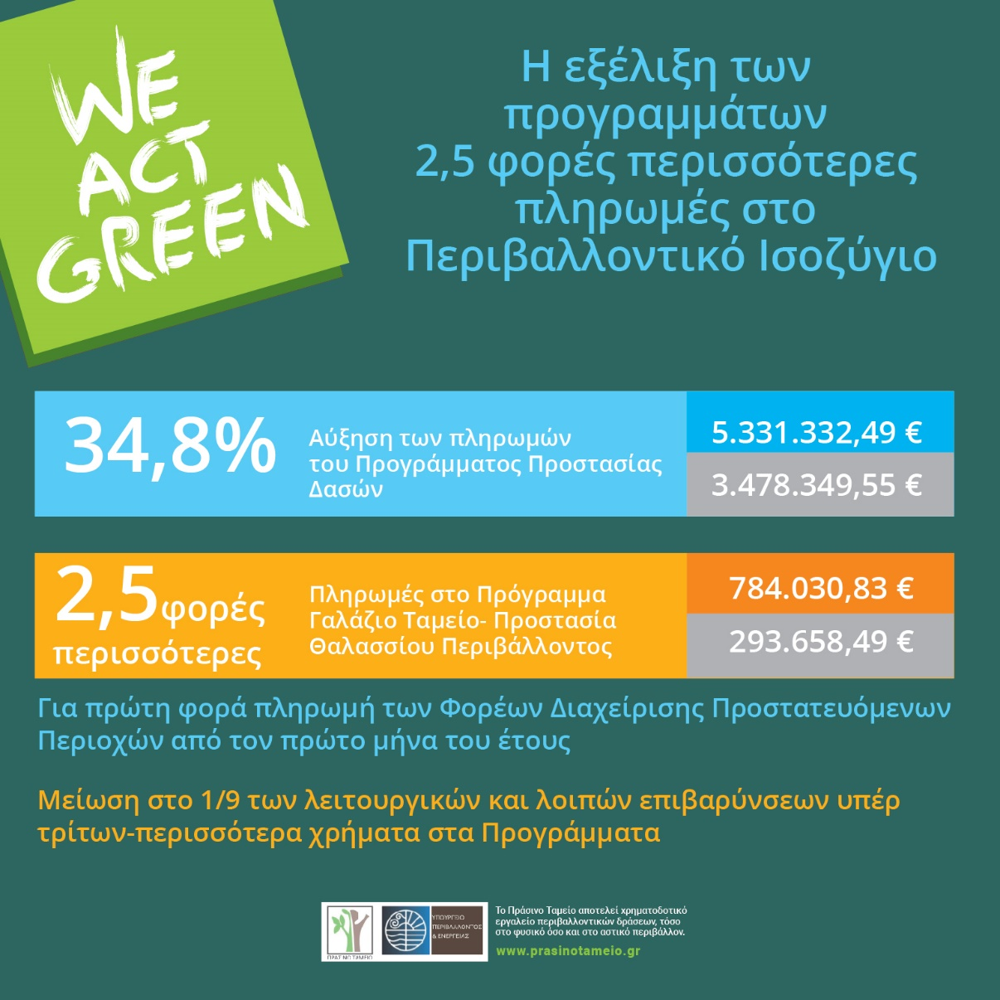 WE
ACT
GREEN
Η εξέλιξη των
προγραμμάτων
2,5 φορές περισσότερες
πληρωμές στο
Περιβαλλοντικό Ισοζύγιο
34,8%
Αύξηση των πληρωμών
του Προγράμματος Προστασίας
Δασών
5.331.332,49 €
3.478.349,55 €
2,5φορές
περισσότερες
Πληρωμές στο Πρόγραμμα
Γαλάζιο Ταμείο- Προστασία
Θαλασσίου Περιβάλλοντος
784.030,83 €
293.658,49 €
Για πρώτη φορά πληρωμή των Φορέων Διαχείρισης Προστατευόμενων
Περιοχών από τον πρώτο μήνα του έτους
Μείωση στο 1/9 των λειτουργικών και λοιπών επιβαρύνσεων υπέρ
τρίτων-περισσότερα χρήματα στα Προγράμματα
ΠΡΑΣΙΝΟ ΤΑΜΕΙΟ
ΥΠΟΥΡΓΕΙΟ
ΠΕΡΙΒΑΛΛΟΝΤΟΣ
& ΕΝΕΡΓΕΙΑΣ
Το Πράσινο Ταμείο αποτελεί χρηματοδοτικό
εργαλείο περιβαλλοντικών δράσεων, τόσο
στο φυσικό όσο και στο αστικό περιβάλλον.
www.prasinotameio.gr